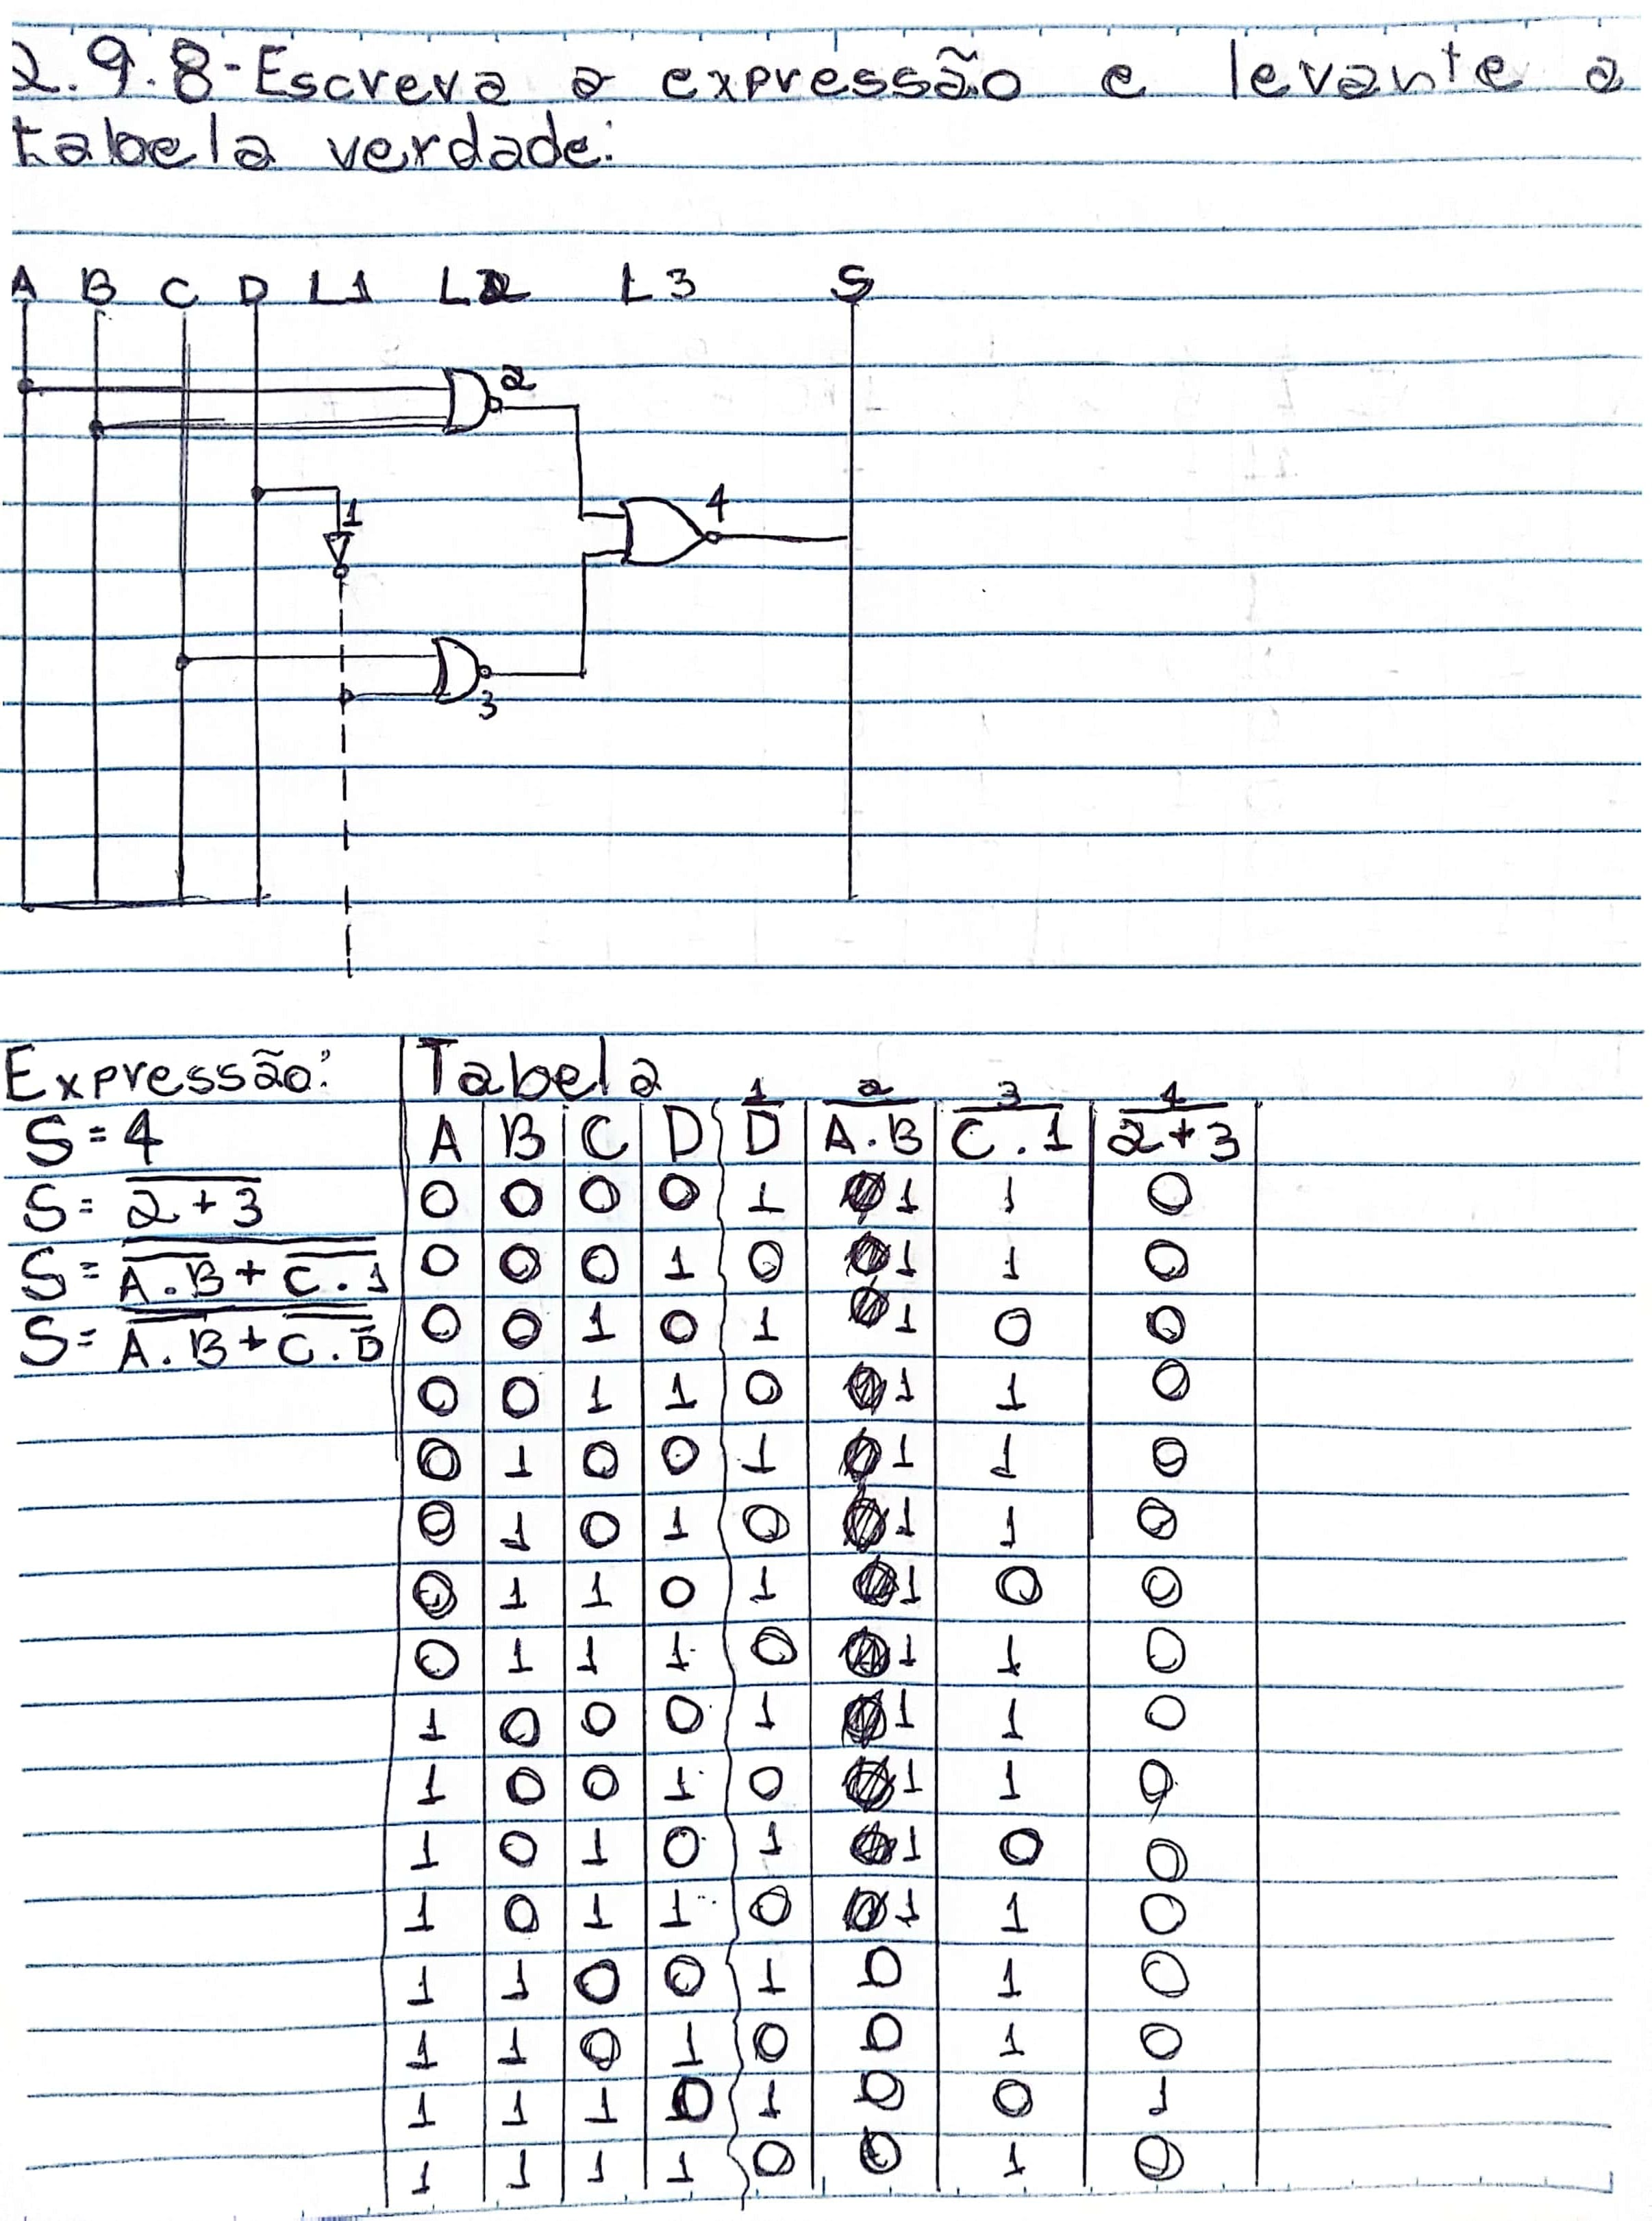 2.9.8-Escreva a expressão e levante a
tabela verdade:
A B C D L1 L2 L3 S
2
1
4
3
Expressão:
Tabela
S=4
S= \overline{2+3}
S= \overline{\overline{A.B}+\overline{C.1}}
S= \overline{\overline{A.B}+\overline{C.\overline{D}}}
1 2 3 4
A B C D \overline{D} \overline{A.B} \overline{C.1} \overline{2+3}
0 0 0 0 1 1 1 0
0 0 0 1 0 1 1 0
0 0 1 0 1 1 0 0
0 0 1 1 0 1 1 0
0 1 0 0 1 1 1 0
0 1 0 1 0 1 1 0
0 1 1 0 1 1 0 0
0 1 1 1 0 1 1 0
1 0 0 0 1 1 1 0
1 0 0 1 0 1 1 0
1 0 1 0 1 1 0 0
1 0 1 1 0 1 1 0
1 1 0 0 1 0 1 0
1 1 0 1 0 0 1 0
1 1 1 0 1 0 0 1
1 1 1 1 0 0 1 0